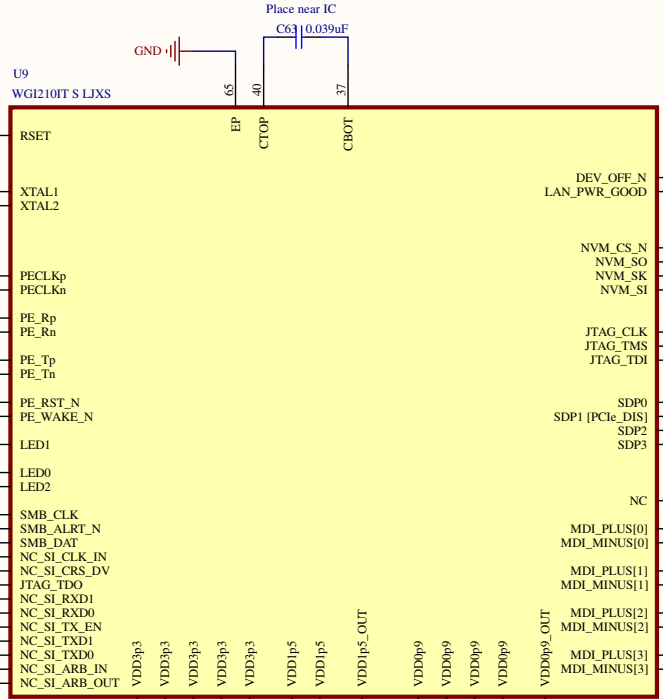 Place near IC
C63 0.039uF
GND
U9
WGI210IT S LJXS
65
40
37
EP
CTOP
CBOT
RSET
XTAL1
XTAL2
PECLKp
PECLKn
PE_Rp
PE_Rn
PE_Tp
PE_Tn
PE_RST_N
PE_WAKE_N
LED1
LED0
LED2
SMB_CLK
SMB_ALRT_N
SMB_DAT
NC_SI_CLK_IN
NC_SI_CRS_DV
JTAG_TDO
NC_SI_RXD1
NC_SI_RXD0
NC_SI_TX_EN
NC_SI_TXD1
NC_SI_TXD0
NC_SI_ARB_IN
NC_SI_ARB_OUT
VDD3p3
VDD3p3
VDD3p3
VDD3p3
VDD3p3
VDD1p5
VDD1p5
VDD1p5_OUT
VDD0p9
VDD0p9
VDD0p9
VDD0p9
VDD0p9_OUT
DEV_OFF_N
LAN_PWR_GOOD
NVM_CS_N
NVM_SO
NVM_SK
NVM_SI
JTAG_CLK
JTAG_TMS
JTAG_TDI
SDP0
SDP1 [PCIe_DIS]
SDP2
SDP3
NC
MDI_PLUS[0]
MDI_MINUS[0]
MDI_PLUS[1]
MDI_MINUS[1]
MDI_PLUS[2]
MDI_MINUS[2]
MDI_PLUS[3]
MDI_MINUS[3]